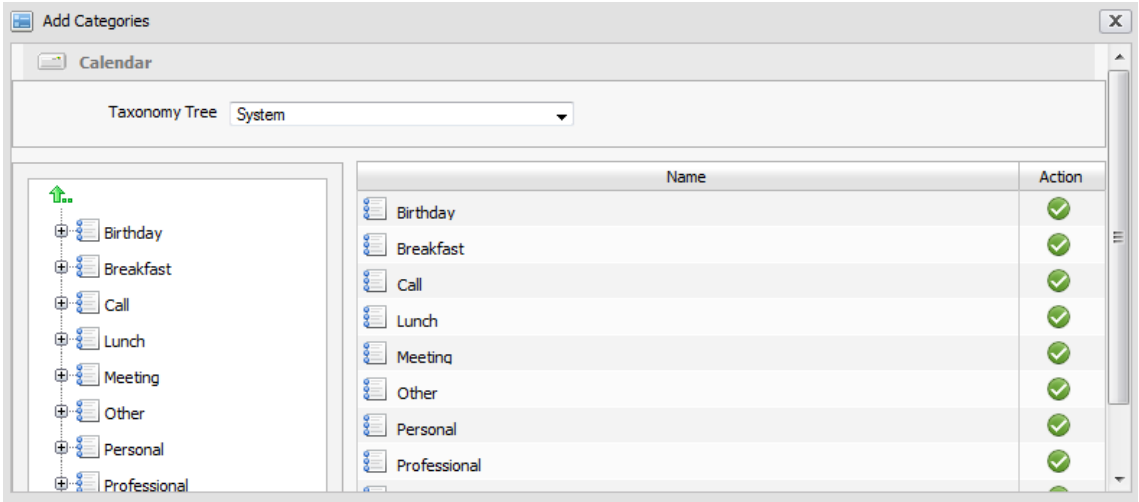 Add Categories
Calendar
Taxonomy Tree System
Birthday
Breakfast
Call
Lunch
Meeting
Other
Personal
Professional
Name Action
Birthday
Breakfast
Call
Lunch
Meeting
Other
Personal
Professional